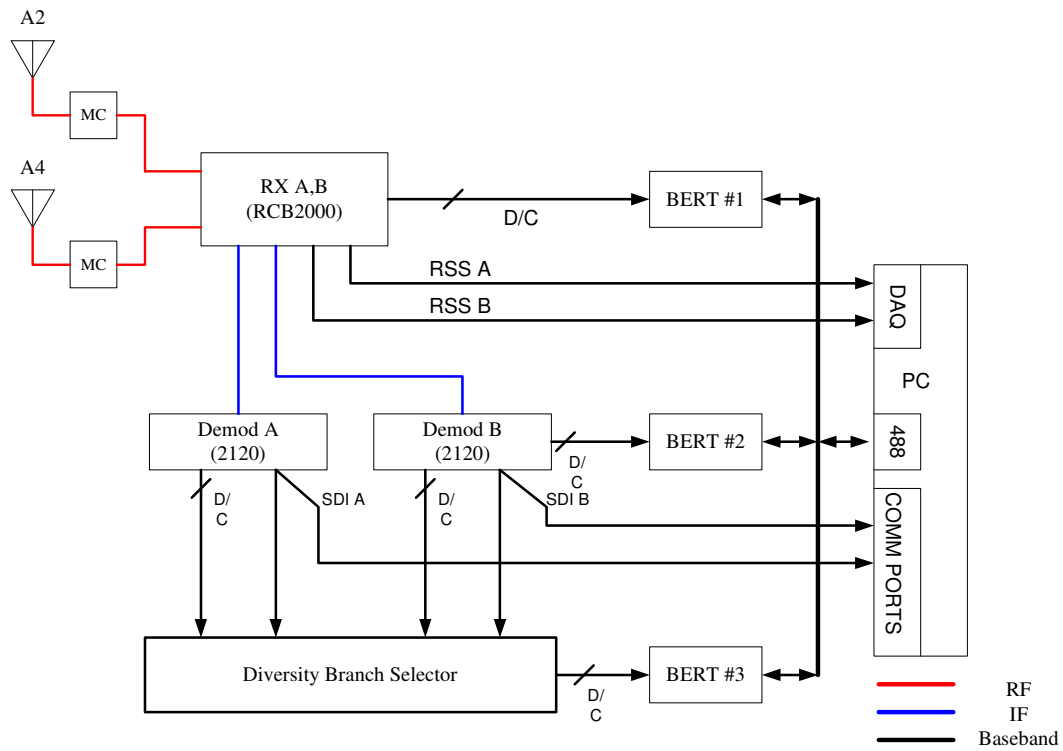 A2
MC
A4
MC
RX A,B
(RCB2000)
D/C
BERT #1
RSS A
RSS B
DAQ
PC
488
COMM PORTS
Demod A
(2120)
Demod B
(2120)
D/
C
BERT #2
D/
C
SDI A
D/
C
SDI B
Diversity Branch Selector
D/
C
BERT #3
RF
IF
Baseband